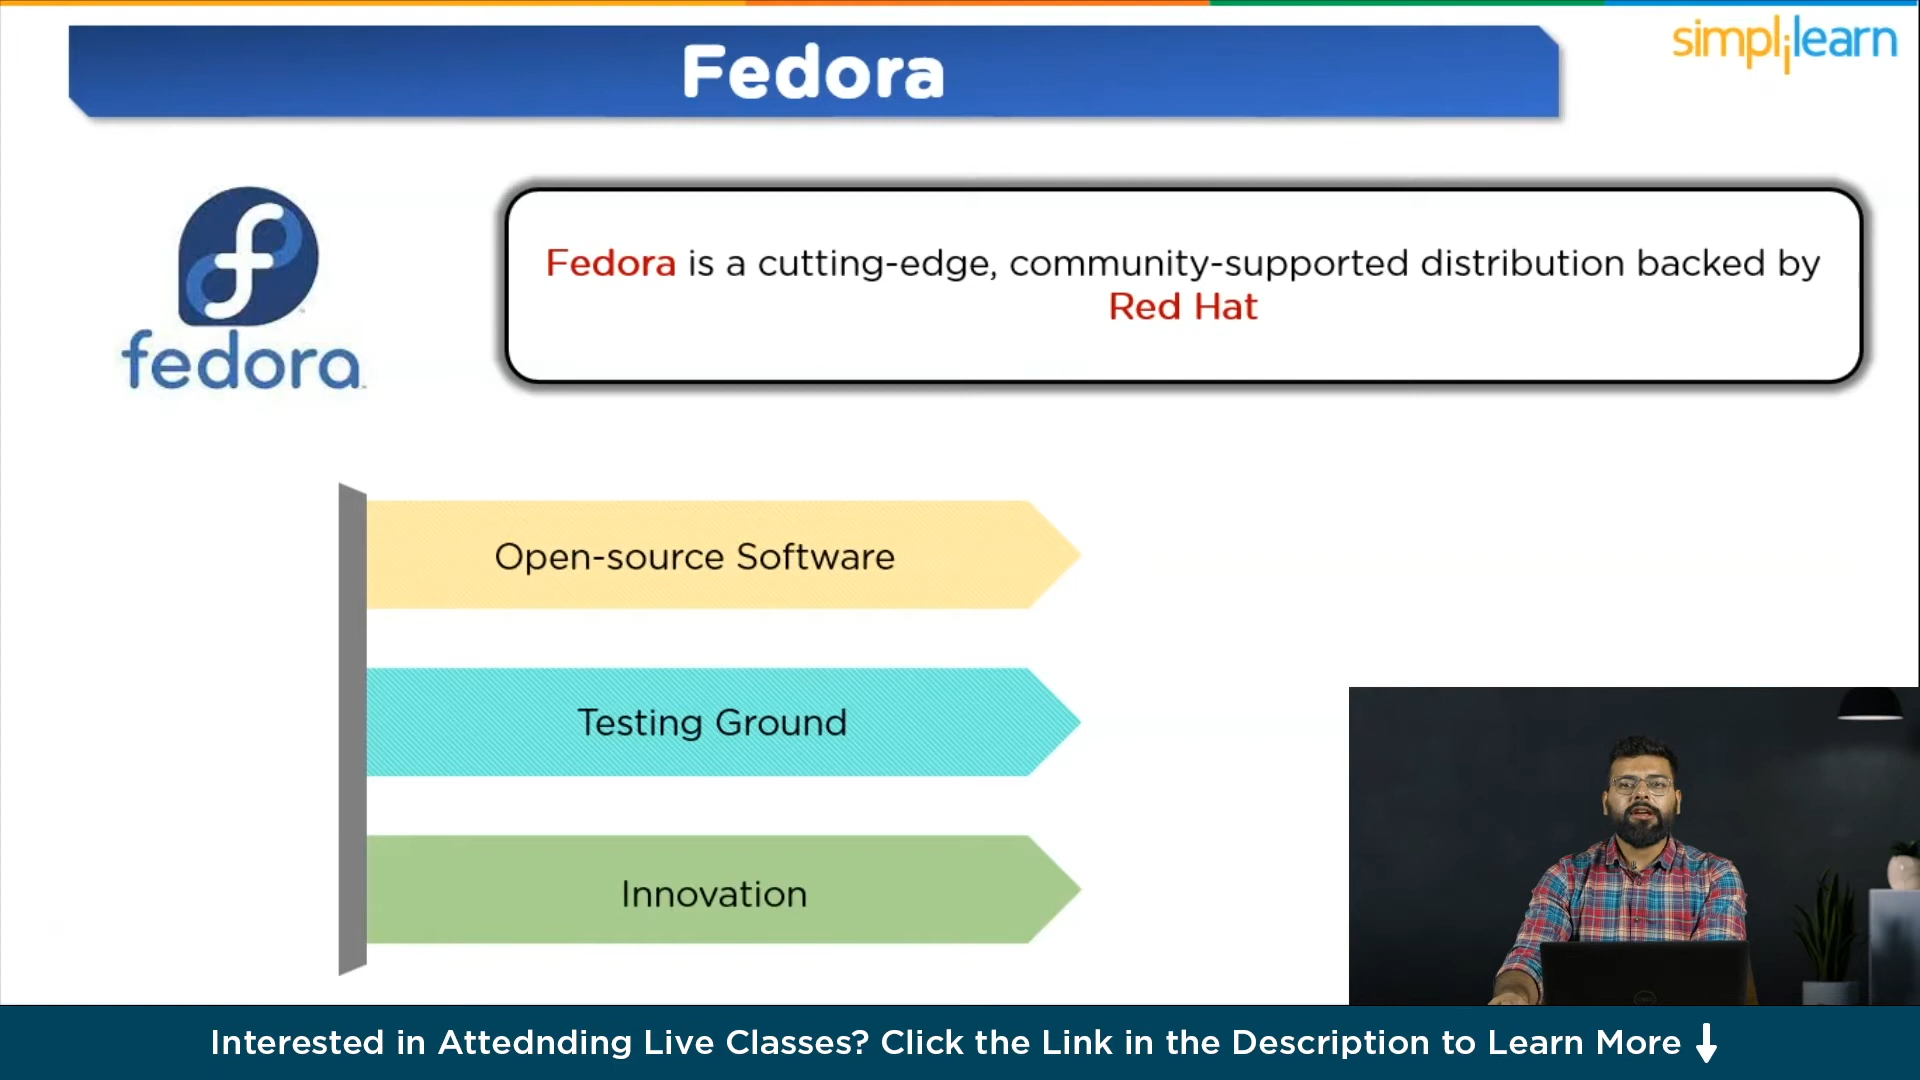 Fedora
simplilearn
fedora
Fedora is a cutting-edge, community-supported distribution backed by
Red Hat
Open-source Software
Testing Ground
Innovation
Interested in Attednding Live Classes? Click the Link in the Description to Learn More